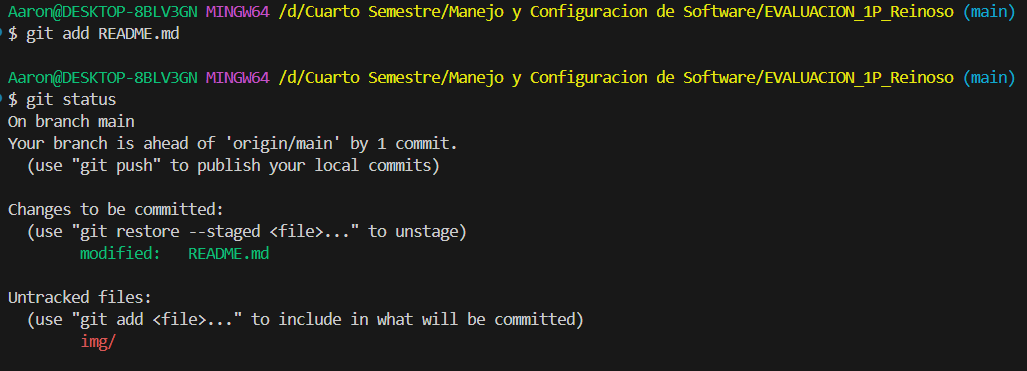 Aaron@DESKTOP-8BLV3GN MINGW64 /d/Cuarto Semestre/Manejo y Configuracion de Software/EVALUACION_1P_Reinoso (main)
$ git add README.md
Aaron@DESKTOP-8BLV3GN MINGW64 /d/Cuarto Semestre/Manejo y Configuracion de Software/EVALUACION_1P_Reinoso (main)
$ git status
On branch main
Your branch is ahead of 'origin/main' by 1 commit.
  (use "git push" to publish your local commits)
Changes to be committed:
  (use "git restore --staged <file>..." to unstage)
        modified:   README.md
Untracked files:
  (use "git add <file>..." to include in what will be committed)
        img/